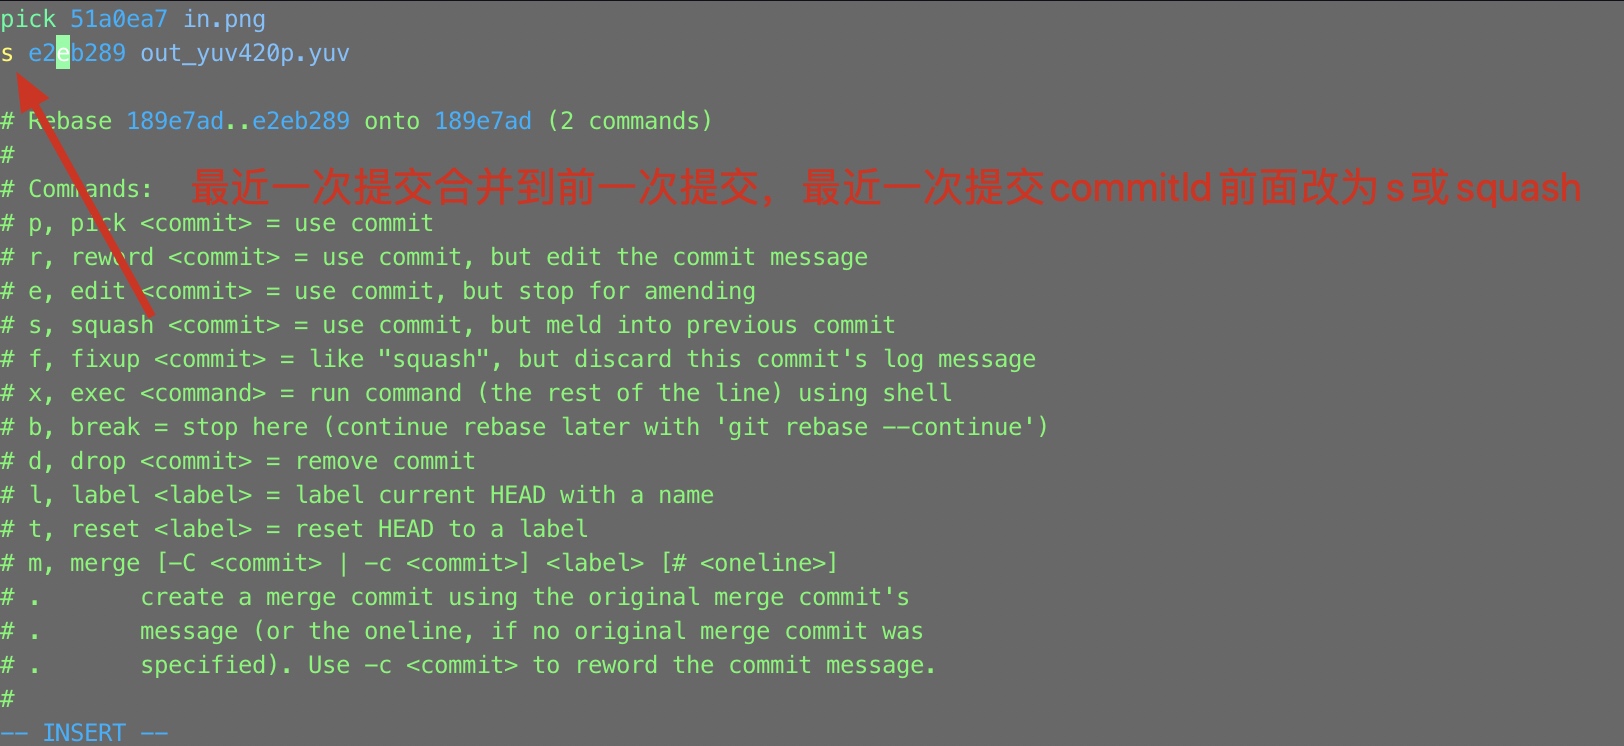 pick 51a0ea7 in.png
s e2eb289 out_yuv420p.yuv
# Rebase 189e7ad..e2eb289 onto 189e7ad (2 commands)
#
# Commands:
最近一次提交合并到前一次提交，最近一次提交commitId前面改为s或squash
# p, pick <commit> = use commit
# r, reword <commit> = use commit, but edit the commit message
# e, edit <commit> = use commit, but stop for amending
# s, squash <commit> = use commit, but meld into previous commit
# f, fixup <commit> = like "squash", but discard this commit's log message
# x, exec <command> = run command (the rest of the line) using shell
# b, break = stop here (continue rebase later with 'git rebase --continue')
# d, drop <commit> = remove commit
# l, label <label> = label current HEAD with a name
# t, reset <label> = reset HEAD to a label
# m, merge [-C <commit> | -c <commit>] <label> [# <oneline>]
# .       create a merge commit using the original merge commit's
# .       message (or the oneline, if no original merge commit was
# .       specified). Use -c <commit> to reword the commit message.
#
-- INSERT --